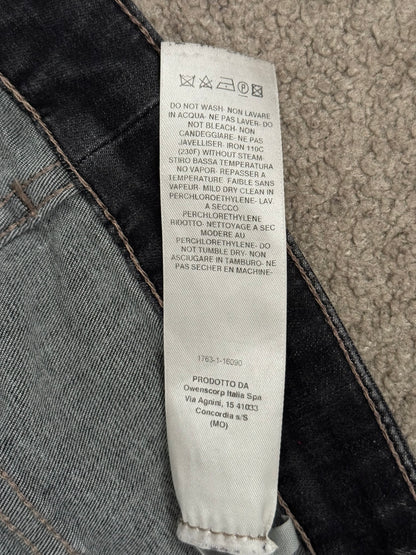 DO NOT WASH- NON LAVARE
IN ACQUA- NE PAS LAVER- DO
NOT BLEACH- NON
CANDEGGIARE- NE PAS
JAVELLISER- IRON 110C
(230F) WITHOUT STEAM-
STIRO BASSA TEMPERATURA
NO VAPOR- REPASSER A
TEMPERATURE FAIBLE SANS
VAPEUR- MILD DRY CLEAN IN
PERCHLOROETHYLENE- LAV.
A SECCO
PERCHLORETHYLENE
RIDOTTO- NETTOYAGE A SEC
MODERE AU
PERCHLORETHYLENE- DO
NOT TUMBLE DRY- NON
ASCIUGARE IN TAMBURO- NE
PAS SECHER EN MACHINE-
1763-1-18090
PRODOTTO DA
Owenscorp Italia Spa
Via Agnini, 15 41033
Concordia s/S
(MO)